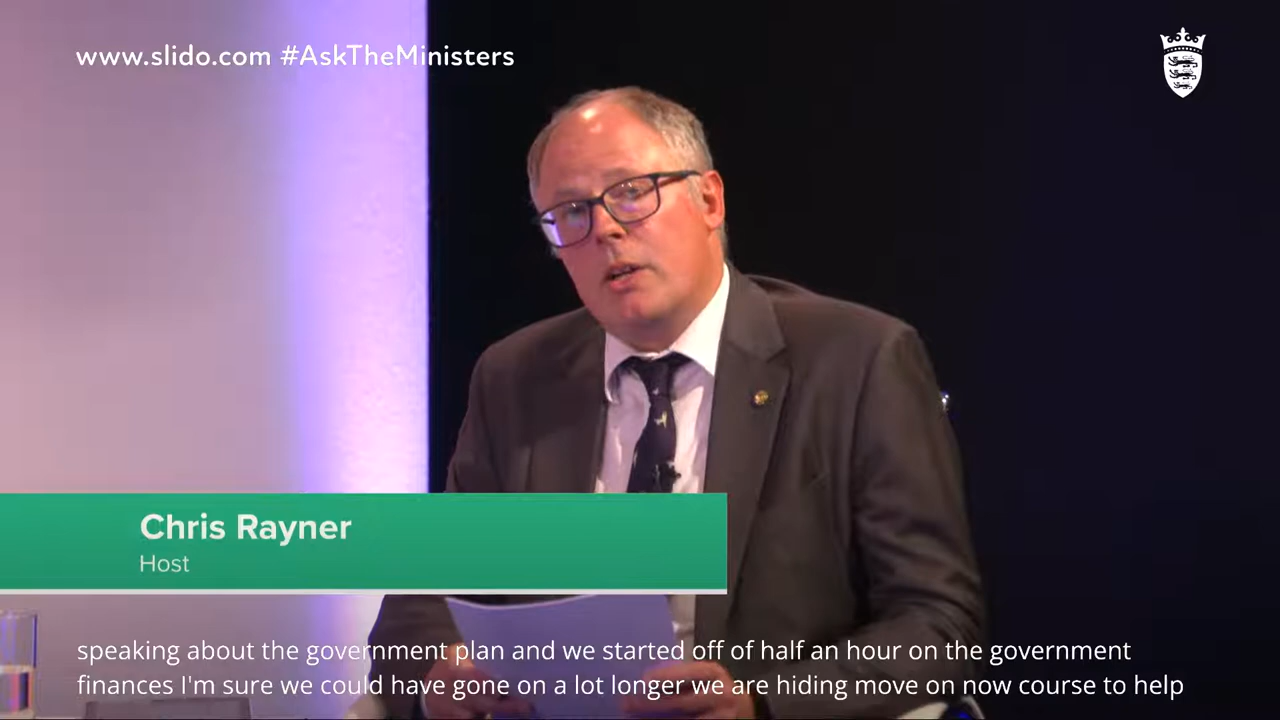 www.slido.com #AskTheMinisters
Chris Rayner
Host
speaking about the government plan and we started off of half an hour on the government
finances I'm sure we could have gone on a lot longer we are hiding move on now course to help